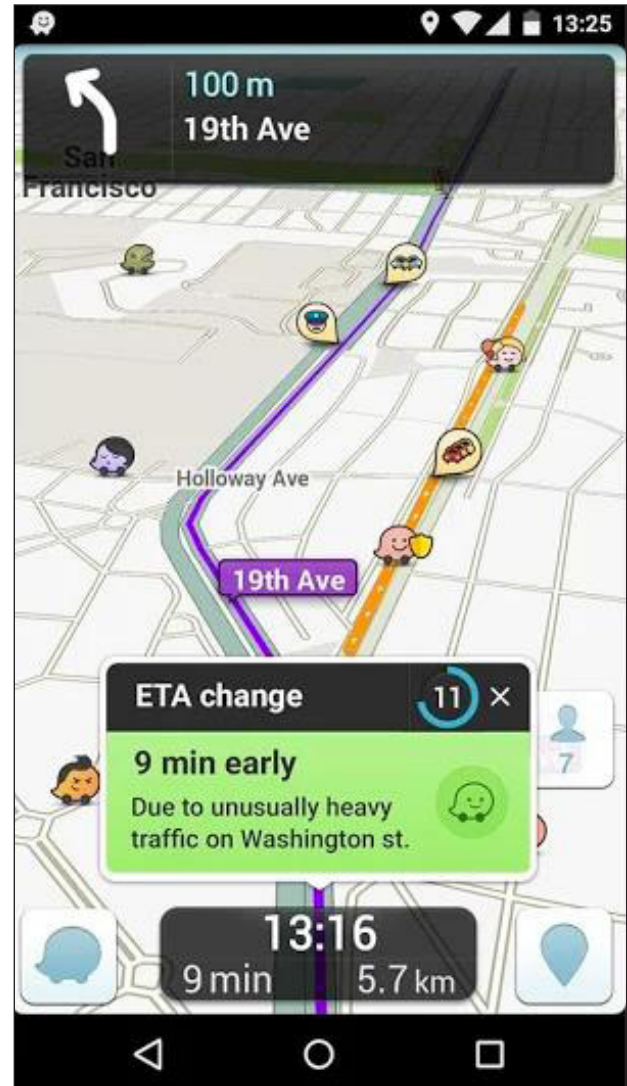 13:25
100 m
19th Ave
San
Francisco
Holloway Ave
19th Ave
ETA change
11
9 min early
Due to unusually heavy
traffic on Washington st.
7
13:16
9 min
5.7 km